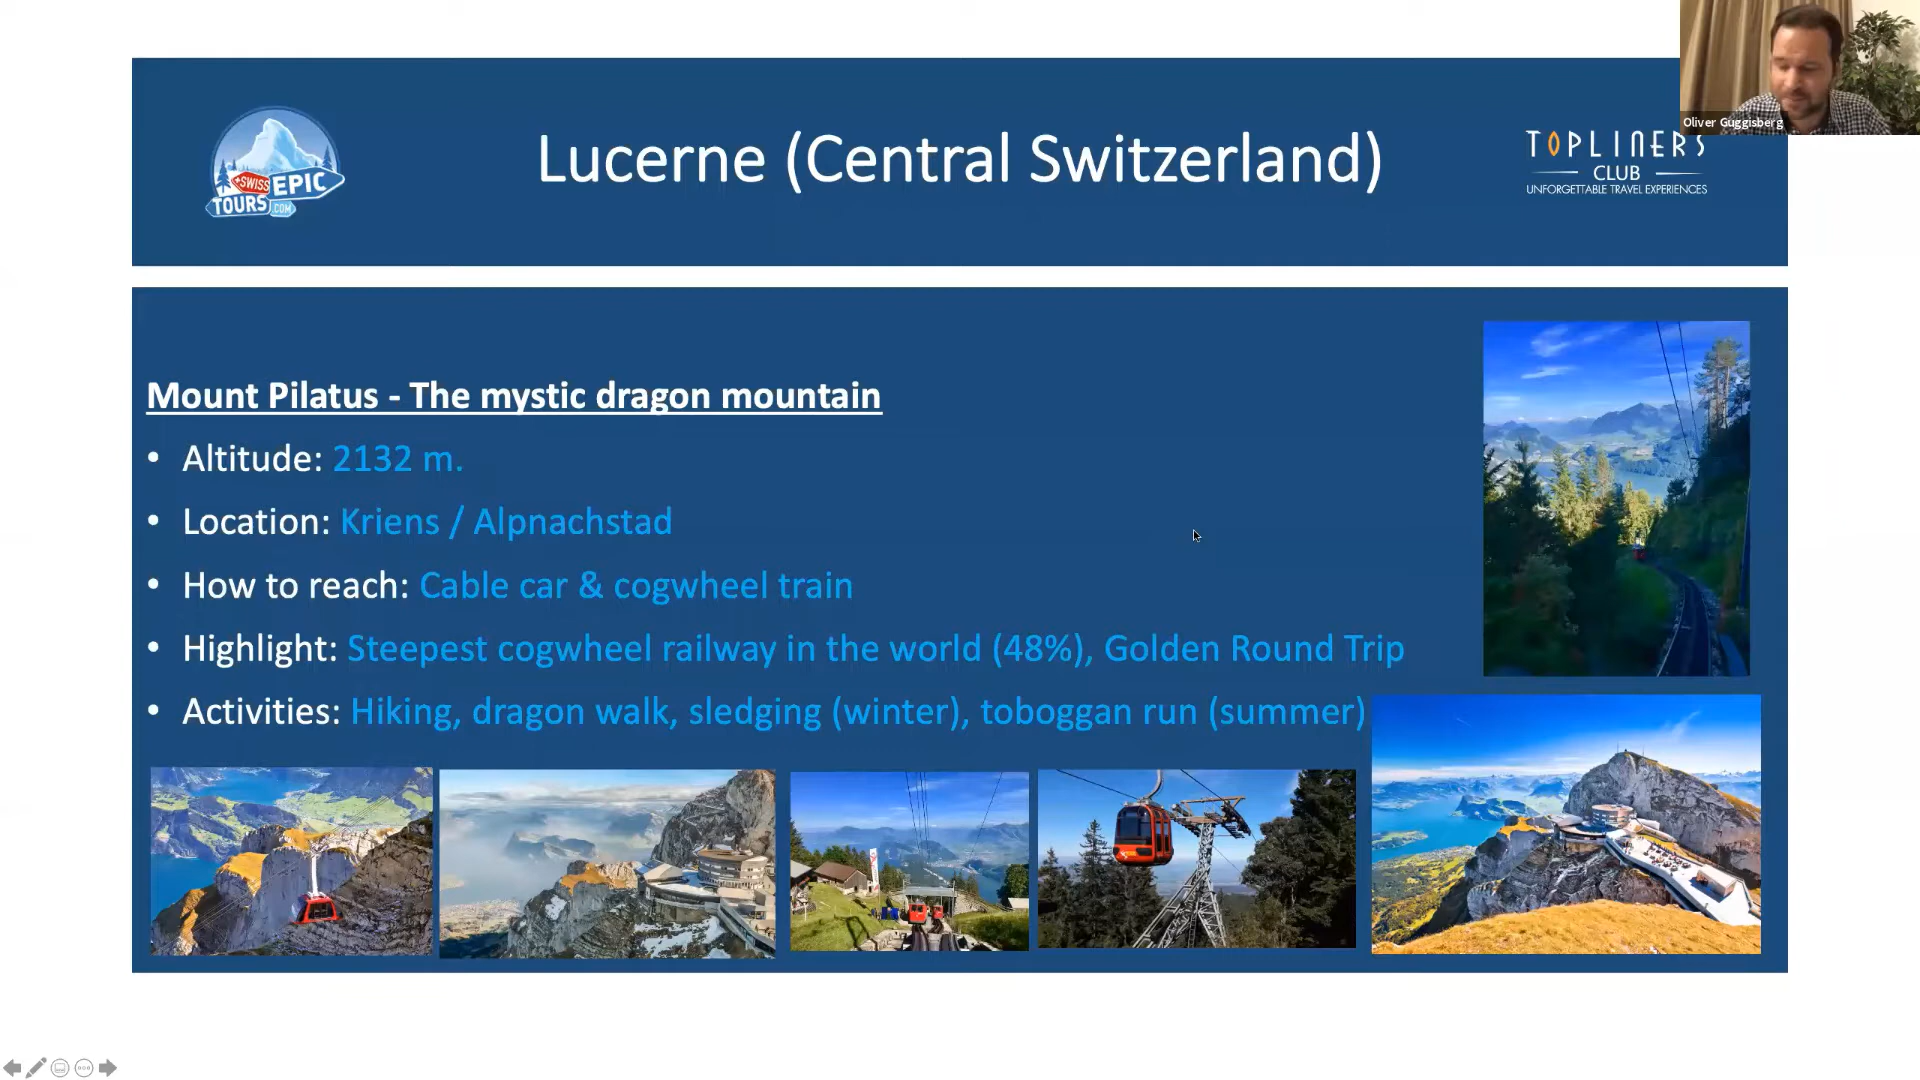 Oliver Guggisberg
SWISS EPIC
TOURS.COM
Lucerne (Central Switzerland)
TOPLINERS
CLUB
UNFORGETTABLE TRAVEL EXPERIENCES
Mount Pilatus - The mystic dragon mountain
• Altitude: 2132 m.
• Location: Kriens / Alpnachstad
• How to reach: Cable car & cogwheel train
• Highlight: Steepest cogwheel railway in the world (48%), Golden Round Trip
• Activities: Hiking, dragon walk, sledging (winter), toboggan run (summer)